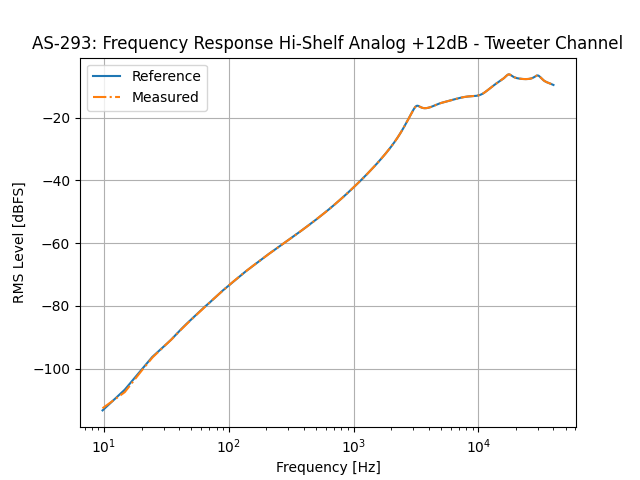 AS-293: Frequency Response Hi-Shelf Analog +12dB - Tweeter Channel
Reference
Measured
RMS Level [dBFS]
−20
−40
−60
−80
−100
10¹ 10² 10³ 10⁴
Frequency [Hz]